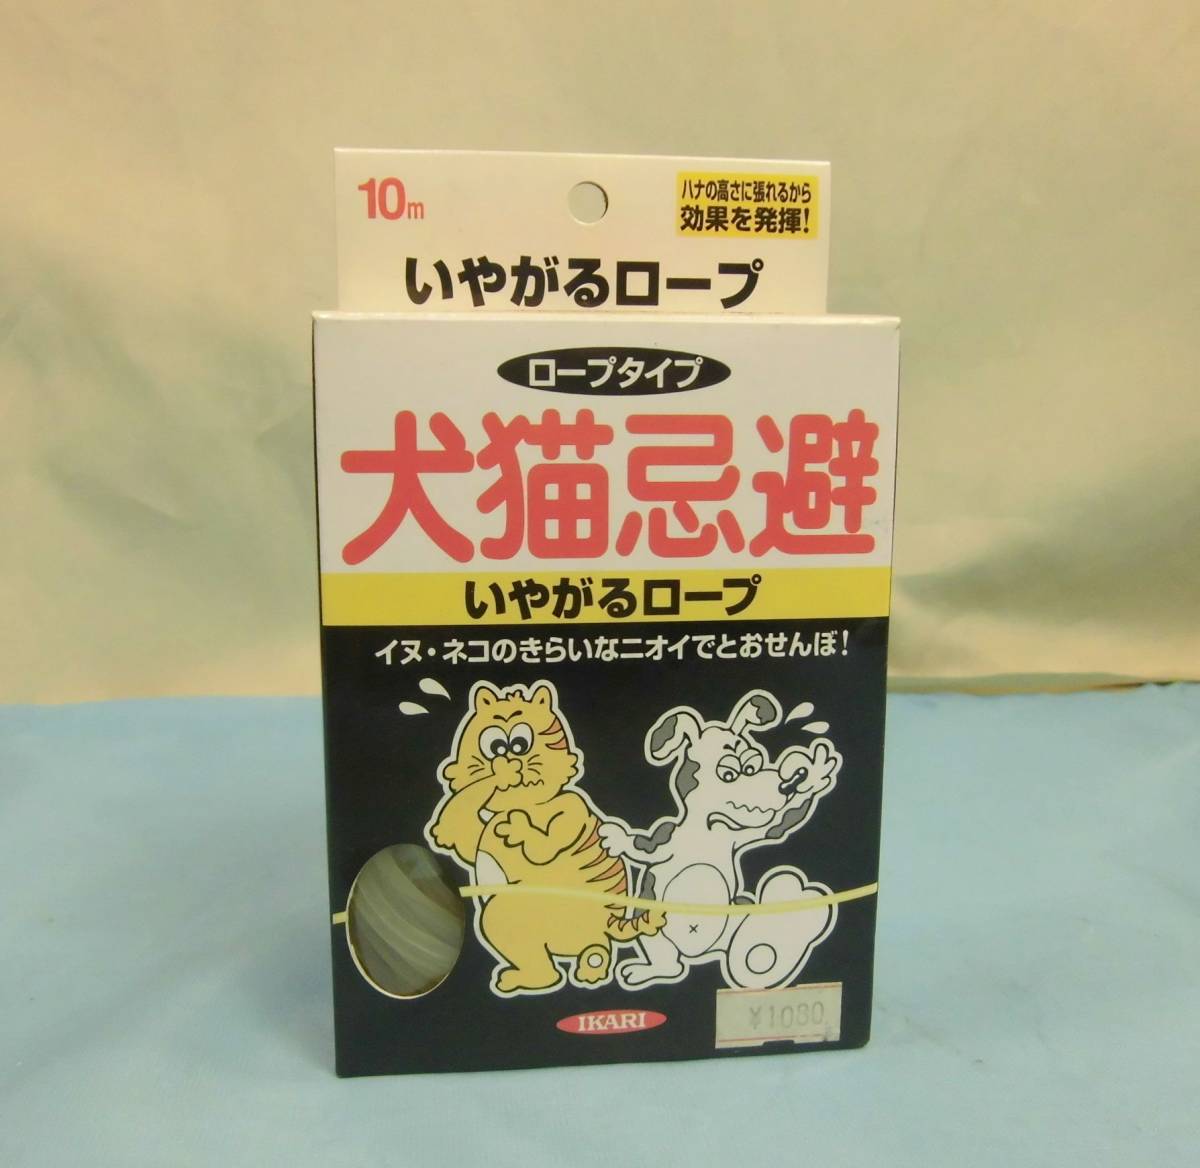 10m
ハナの高さに張れるから
効果を発揮!
いやがるロープ
ロープタイプ
犬猫忌避
いやがるロープ
イヌ・ネコのきらいなニオイでとおせんぼ!
IKARI
¥1080